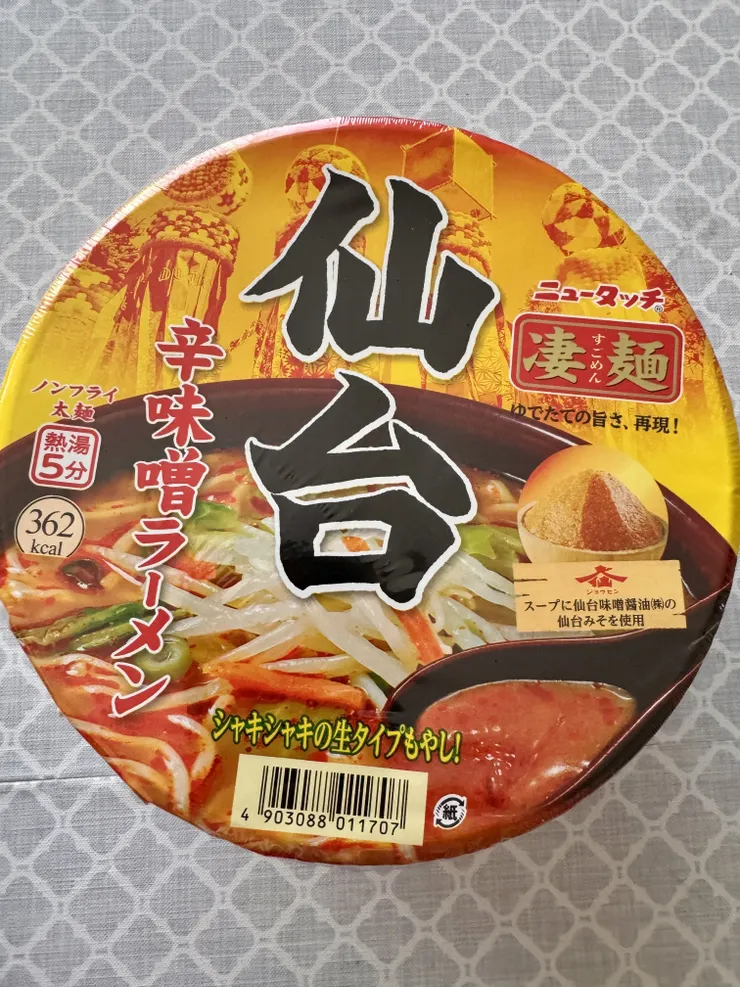 仙台
辛味噌ラーメン
ニュータッチ®
凄麺
すごめん
ゆでたての旨さ、再現!
ノンフライ
太麺
熱湯
5分
362
kcal
仙
ジョウセン
スープに仙台味噌醤油㈱の
仙台みそを使用
シャキシャキの生タイプもやし!
4 903088 011707
紙